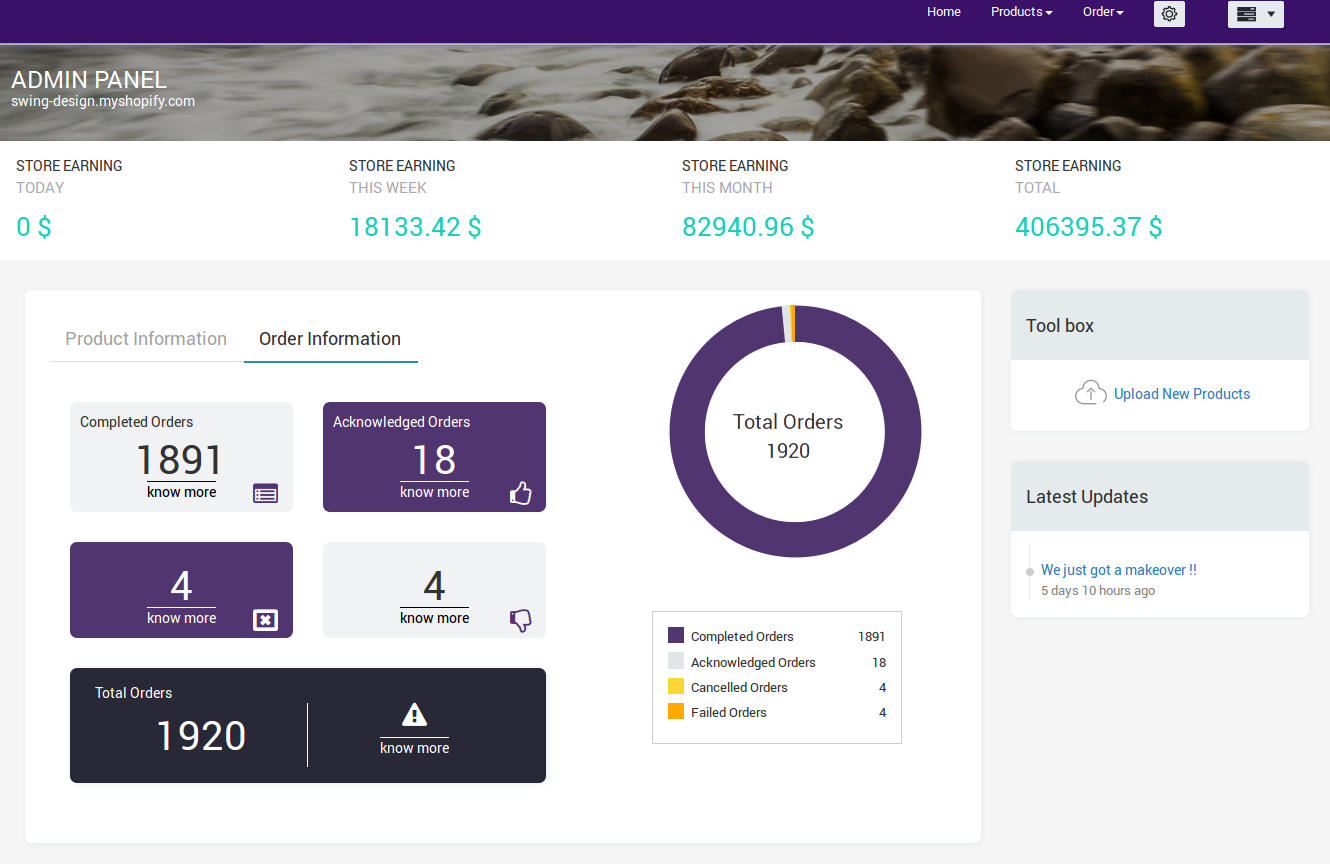 Home Products Order
ADMIN PANEL
swing-design.myshopify.com
STORE EARNING
TODAY
0 $
STORE EARNING
THIS WEEK
18133.42 $
STORE EARNING
THIS MONTH
82940.96 $
STORE EARNING
TOTAL
406395.37 $
Product Information Order Information
Completed Orders
1891
know more
Acknowledged Orders
18
know more
4
know more
4
know more
Total Orders
1920
know more
Total Orders
1920
Completed Orders 1891
Acknowledged Orders 18
Cancelled Orders 4
Failed Orders 4
Tool box
Upload New Products
Latest Updates
We just got a makeover !!
5 days 10 hours ago